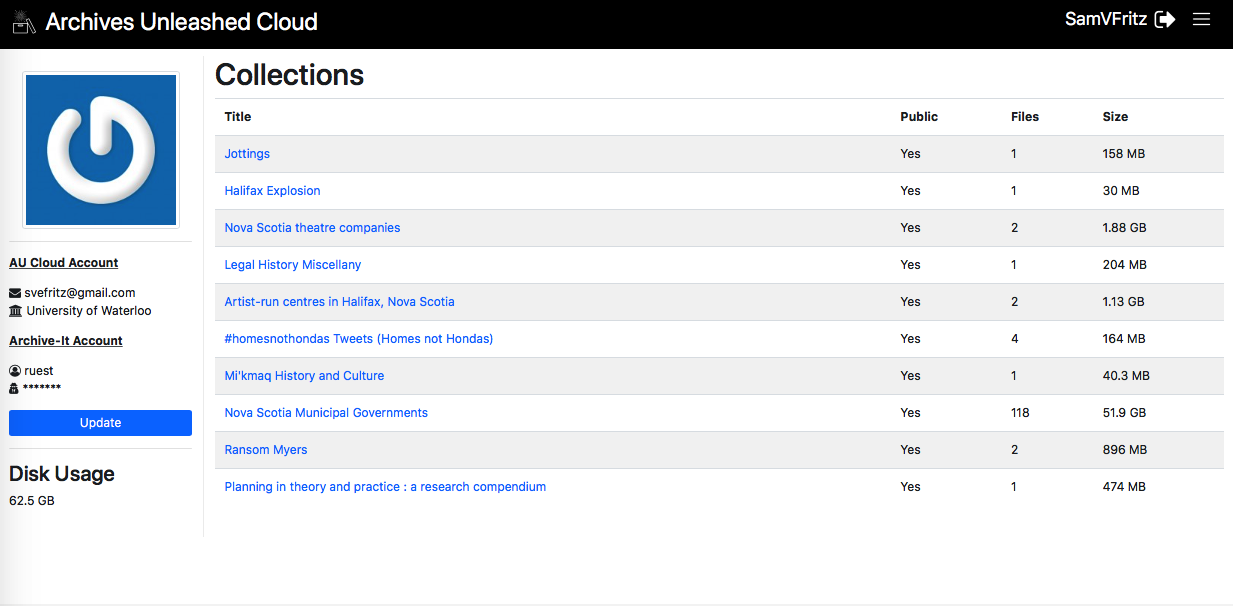 Archives Unleashed Cloud
SamVFritz
AU Cloud Account
svefritz@gmail.com
University of Waterloo
Archive-It Account
ruest
*******
Update
Disk Usage
62.5 GB
Collections
Title Public Files Size
Jottings Yes 1 158 MB
Halifax Explosion Yes 1 30 MB
Nova Scotia theatre companies Yes 2 1.88 GB
Legal History Miscellany Yes 1 204 MB
Artist-run centres in Halifax, Nova Scotia Yes 2 1.13 GB
#homesnothondas Tweets (Homes not Hondas) Yes 4 164 MB
Mi'kmaq History and Culture Yes 1 40.3 MB
Nova Scotia Municipal Governments Yes 118 51.9 GB
Ransom Myers Yes 2 896 MB
Planning in theory and practice : a research compendium Yes 1 474 MB